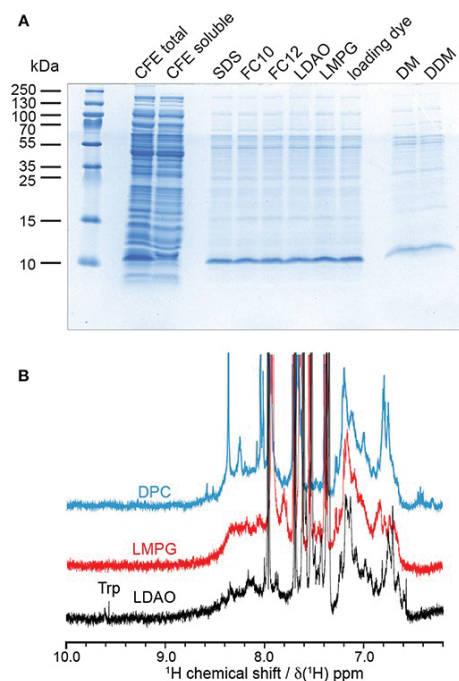 A
kDa
CFE total
CFE soluble
SDS
FC10
FC12
LDAO
LMPG
loading dye
DM
DDM
250
130
100
70
55
35
25
15
10
B
DPC
LMPG
Trp
LDAO
10.0 9.0 8.0 7.0
¹H chemical shift / δ(¹H) ppm